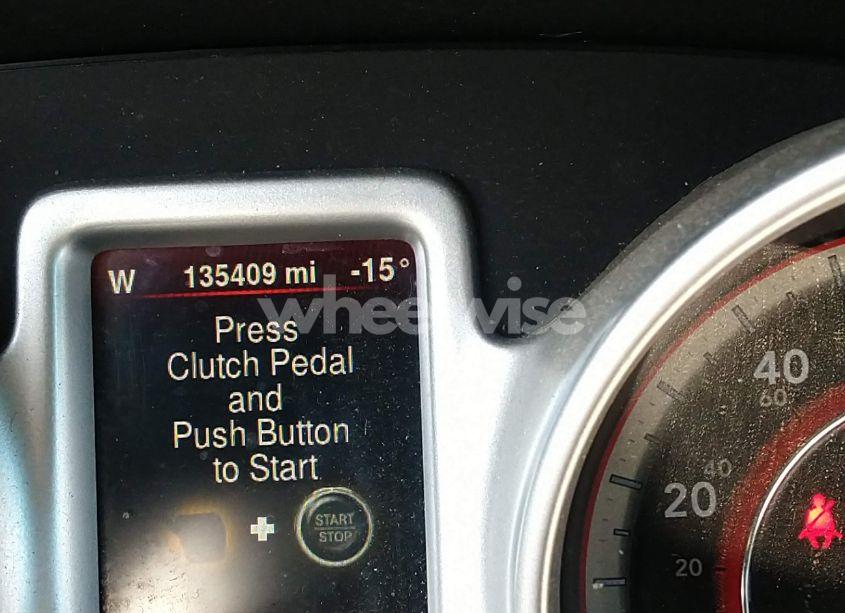 W 135409 mi -15°
wheelwise
Press
Clutch Pedal
and
Push Button
to Start
START
STOP
40
60
40
20
20